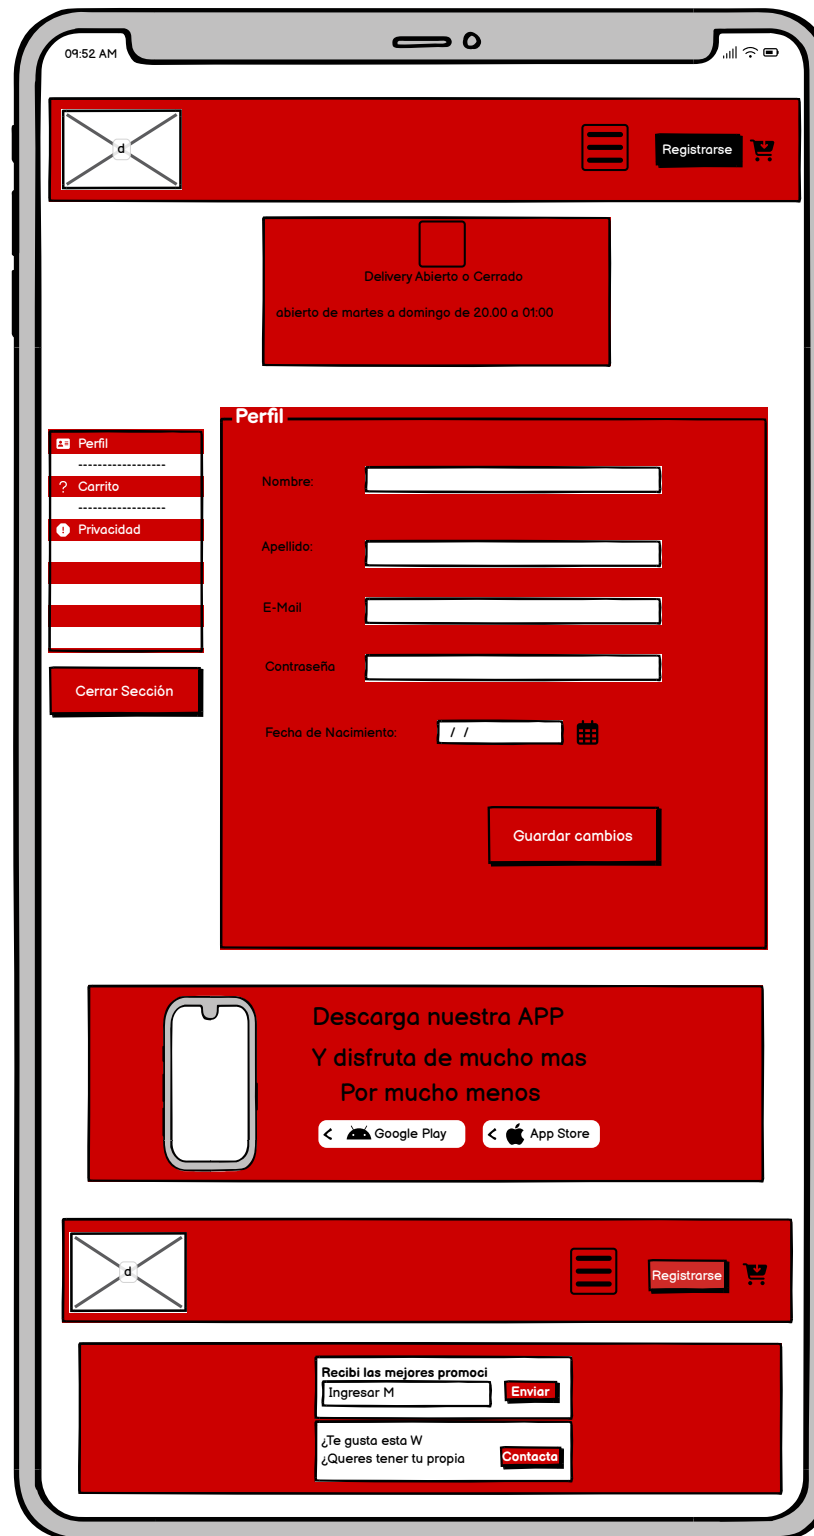 09:52 AM
d
Registrarse
Delivery Abierto o Cerrado
abierto de martes a domingo de 20.00 a 01:00
Perfil
------------------
Carrito
------------------
Privacidad
Cerrar Sección
Perfil
Nombre:
Apellido:
E-Mail
Contraseña
Fecha de Nacimiento:
/ /
Guardar cambios
Descarga nuestra APP
Y disfruta de mucho mas
Por mucho menos
< Google Play
< App Store
d
Registrarse
Recibi las mejores promoci
Ingresar M
Enviar
¿Te gusta esta W
¿Queres tener tu propia
Contacta